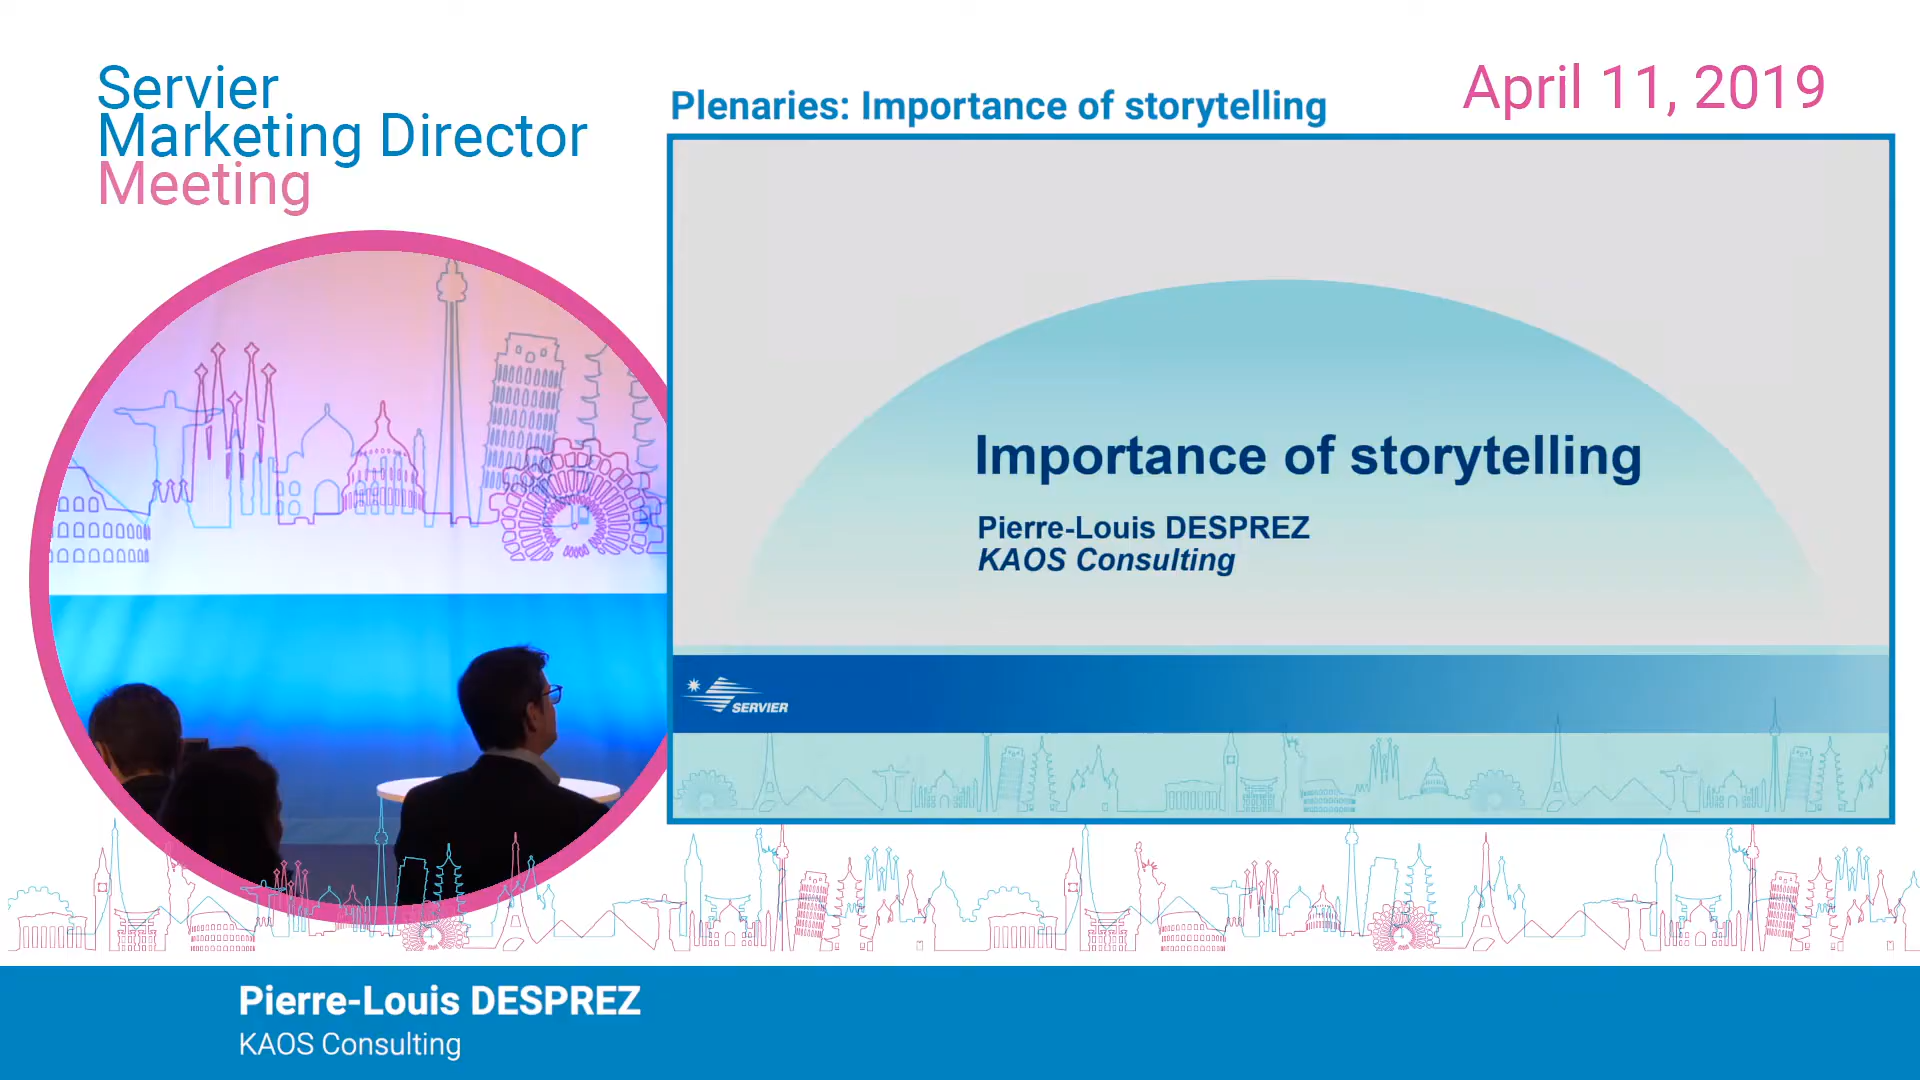 Servier
Marketing Director
Meeting
Plenaries: Importance of storytelling
April 11, 2019
Importance of storytelling
Pierre-Louis DESPREZ
KAOS Consulting
SERVIER
Pierre-Louis DESPREZ
KAOS Consulting